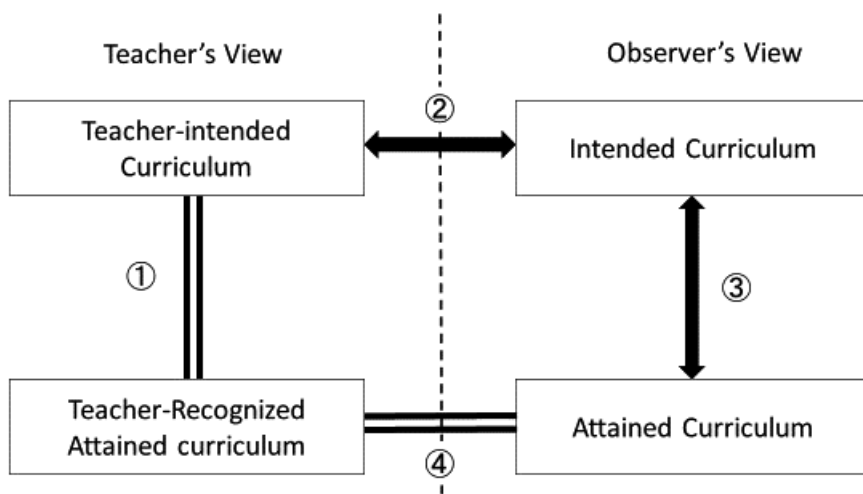 Teacher's View
Observer's View
Teacher-intended
Curriculum
②
Intended Curriculum
①
③
Teacher-Recognized
Attained curriculum
④
Attained Curriculum